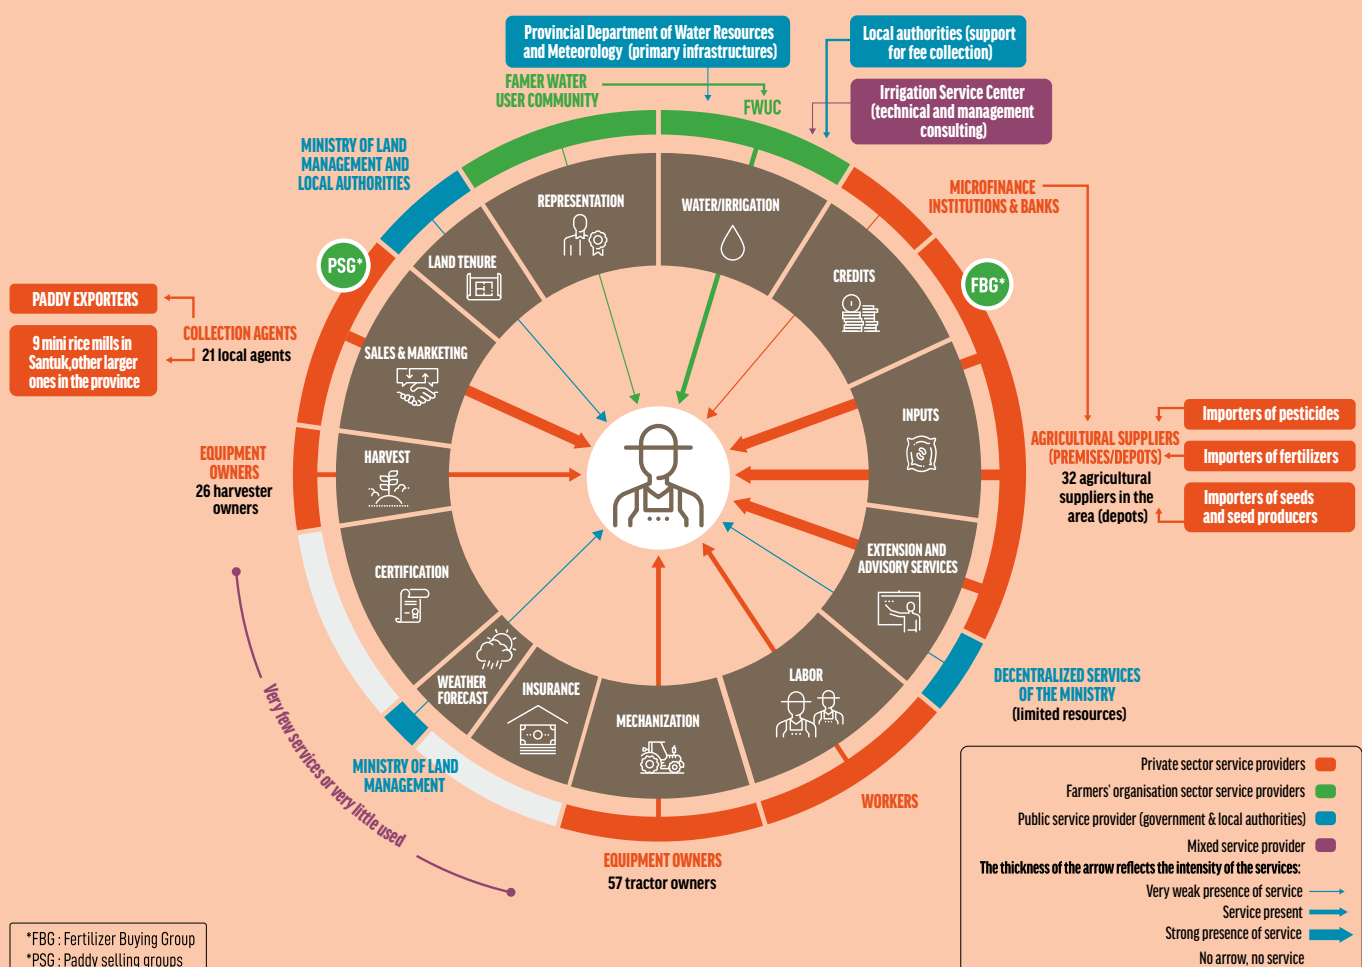 Provincial Department of Water Resources
and Meteorology (primary infrastructures)
Local authorities (support
for fee collection)
FAMER WATER
USER COMMUNITY
FWUC
Irrigation Service Center
(technical and management
consulting)
MINISTRY OF LAND
MANAGEMENT AND
LOCAL AUTHORITIES
MICROFINANCE
INSTITUTIONS & BANKS
REPRESENTATION
WATER/IRRIGATION
LAND TENURE
CREDITS
PSG*
FBG*
PADDY EXPORTERS
COLLECTION AGENTS
21 local agents
9 mini rice mills in
Santuk,other larger
ones in the province
SALES & MARKETING
INPUTS
Importers of pesticides
AGRICULTURAL SUPPLIERS
(PREMISES/DEPOTS)
32 agricultural
suppliers in the
area (depots)
Importers of fertilizers
Importers of seeds
and seed producers
EQUIPMENT
OWNERS
26 harvester
owners
HARVEST
EXTENSION AND
ADVISORY SERVICES
CERTIFICATION
WEATHER
FORECAST
INSURANCE
MECHANIZATION
LABOR
DECENTRALIZED SERVICES
OF THE MINISTRY
(limited resources)
Very few services or very little used
MINISTRY OF LAND
MANAGEMENT
WORKERS
EQUIPMENT OWNERS
57 tractor owners
Private sector service providers
Farmers' organisation sector service providers
Public service provider (government & local authorities)
Mixed service provider
The thickness of the arrow reflects the intensity of the services:
Very weak presence of service
Service present
Strong presence of service
No arrow, no service
*FBG : Fertilizer Buying Group
*PSG : Paddy selling groups